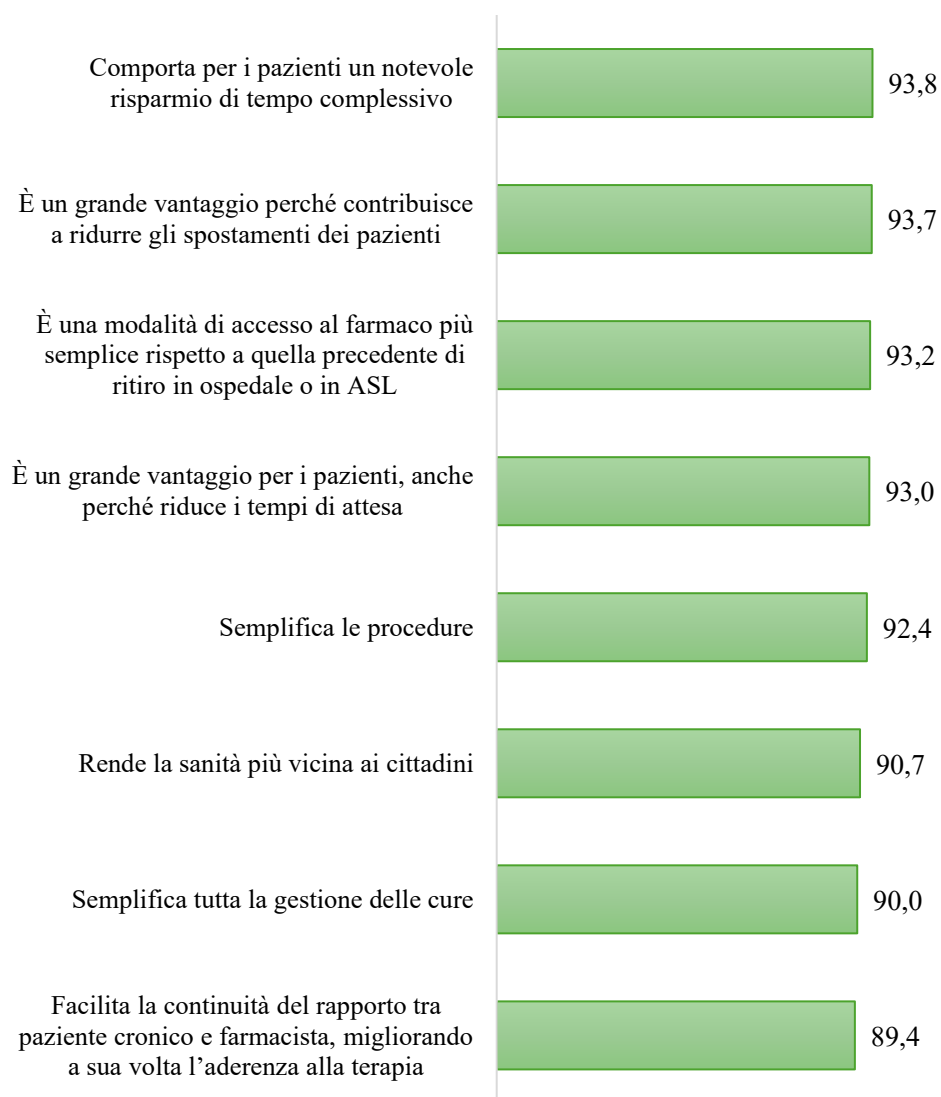 Comporta per i pazienti un notevole
risparmio di tempo complessivo
93,8
È un grande vantaggio perché contribuisce
a ridurre gli spostamenti dei pazienti
93,7
È una modalità di accesso al farmaco più
semplice rispetto a quella precedente di
ritiro in ospedale o in ASL
93,2
È un grande vantaggio per i pazienti, anche
perché riduce i tempi di attesa
93,0
Semplifica le procedure
92,4
Rende la sanità più vicina ai cittadini
90,7
Semplifica tutta la gestione delle cure
90,0
Facilita la continuità del rapporto tra
paziente cronico e farmacista, migliorando
a sua volta l’aderenza alla terapia
89,4